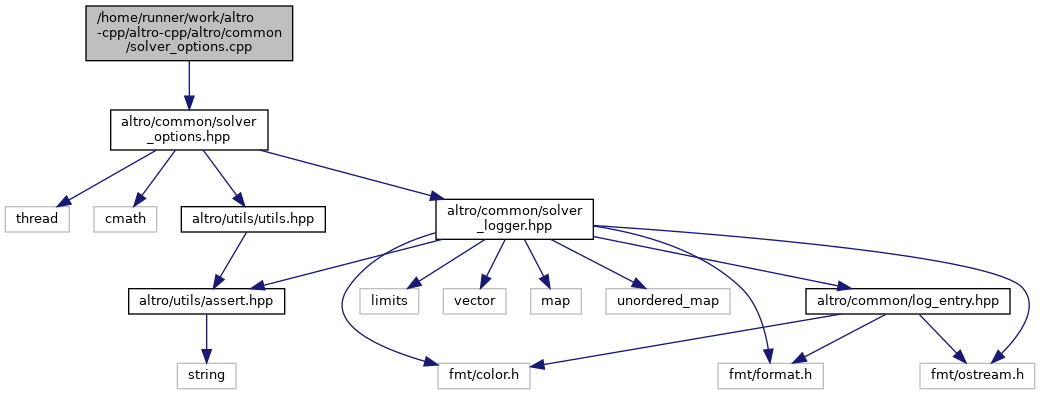 /home/runner/work/altro
-cpp/altro-cpp/altro/common
/solver_options.cpp
altro/common/solver
_options.hpp
thread
cmath
altro/utils/utils.hpp
altro/common/solver
_logger.hpp
altro/utils/assert.hpp
limits
vector
map
unordered_map
altro/common/log_entry.hpp
string
fmt/color.h
fmt/format.h
fmt/ostream.h